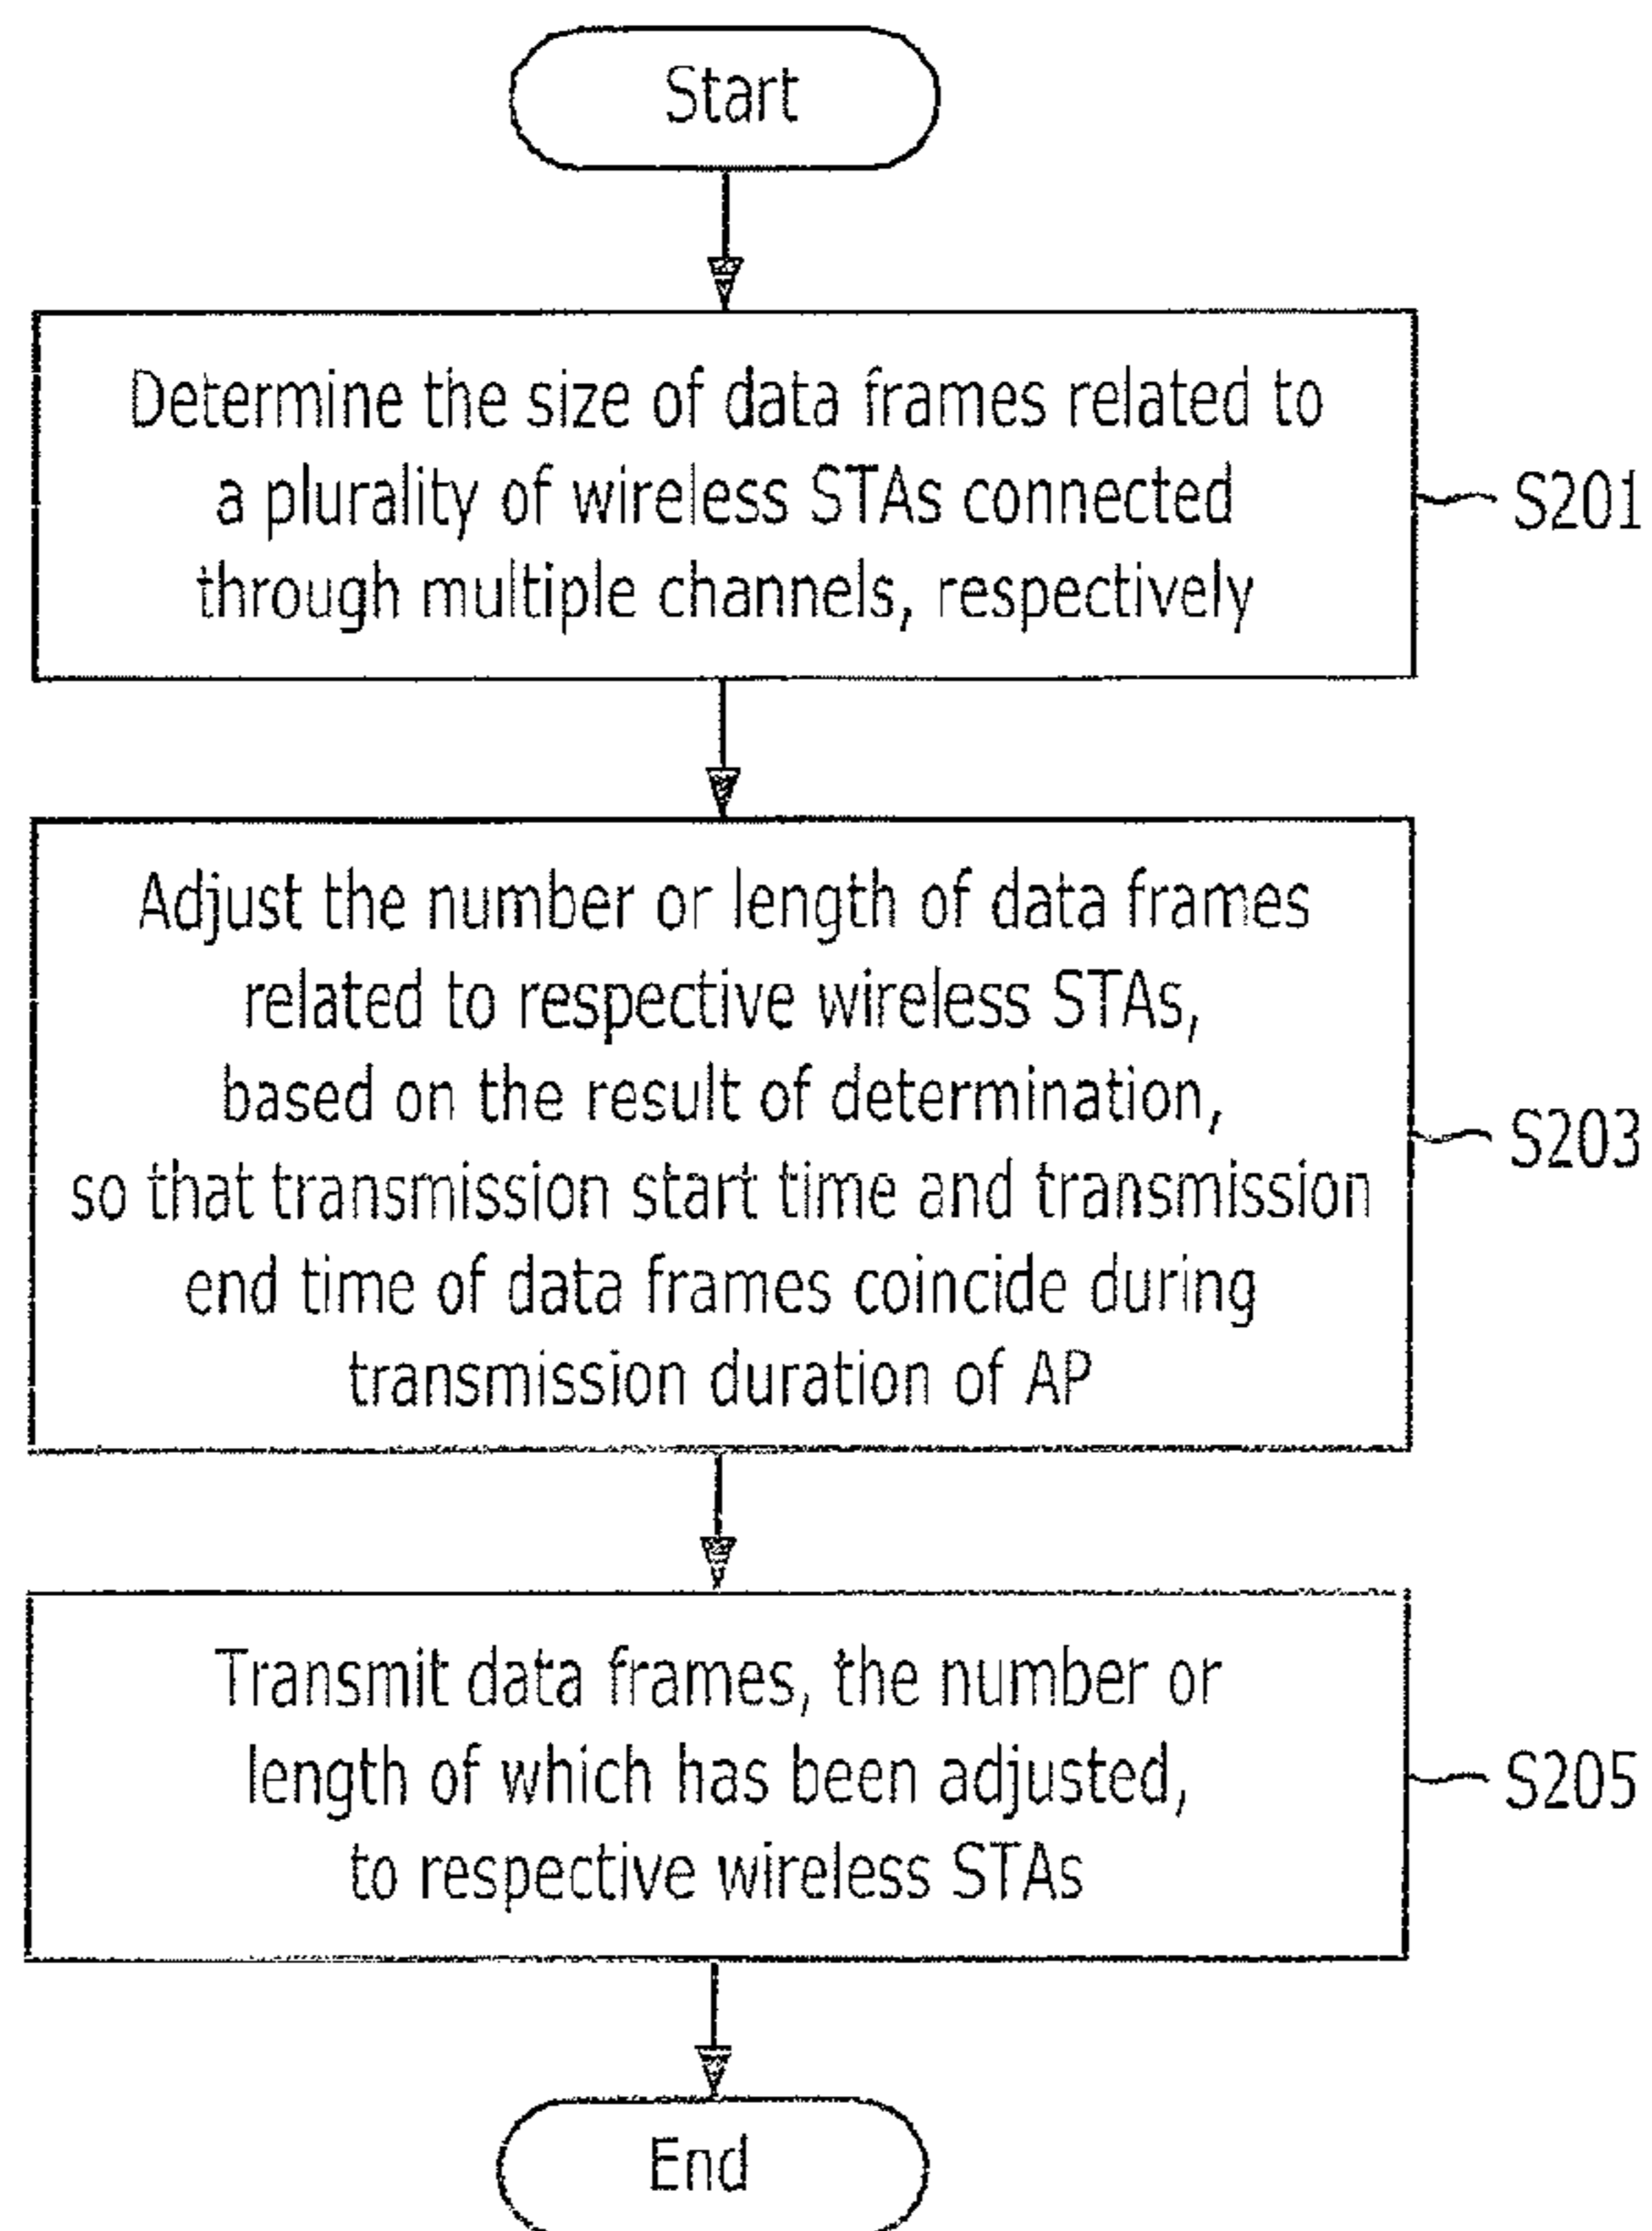 Start
Determine the size of data frames related to
a plurality of wireless STAs connected
through multiple channels, respectively
S201
Adjust the number or length of data frames
related to respective wireless STAs,
based on the result of determination,
so that transmission start time and transmission
end time of data frames coincide during
transmission duration of AP
S203
Transmit data frames, the number or
length of which has been adjusted,
to respective wireless STAs
S205
End